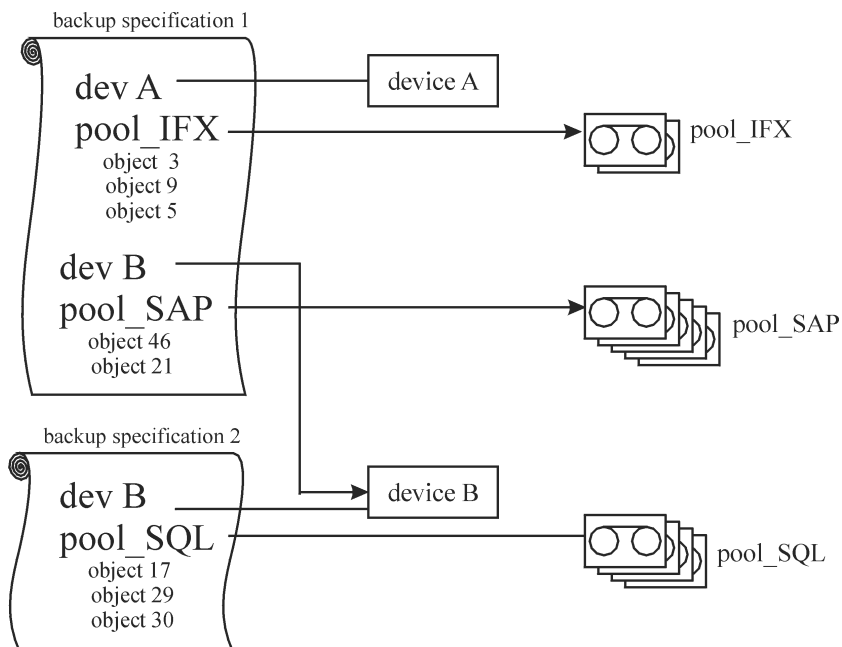 backup specification 1
dev A
device A
pool_IFX
pool_IFX
object 3
object 9
object 5
dev B
pool_SAP
pool_SAP
object 46
object 21
backup specification 2
dev B
device B
pool_SQL
pool_SQL
object 17
object 29
object 30